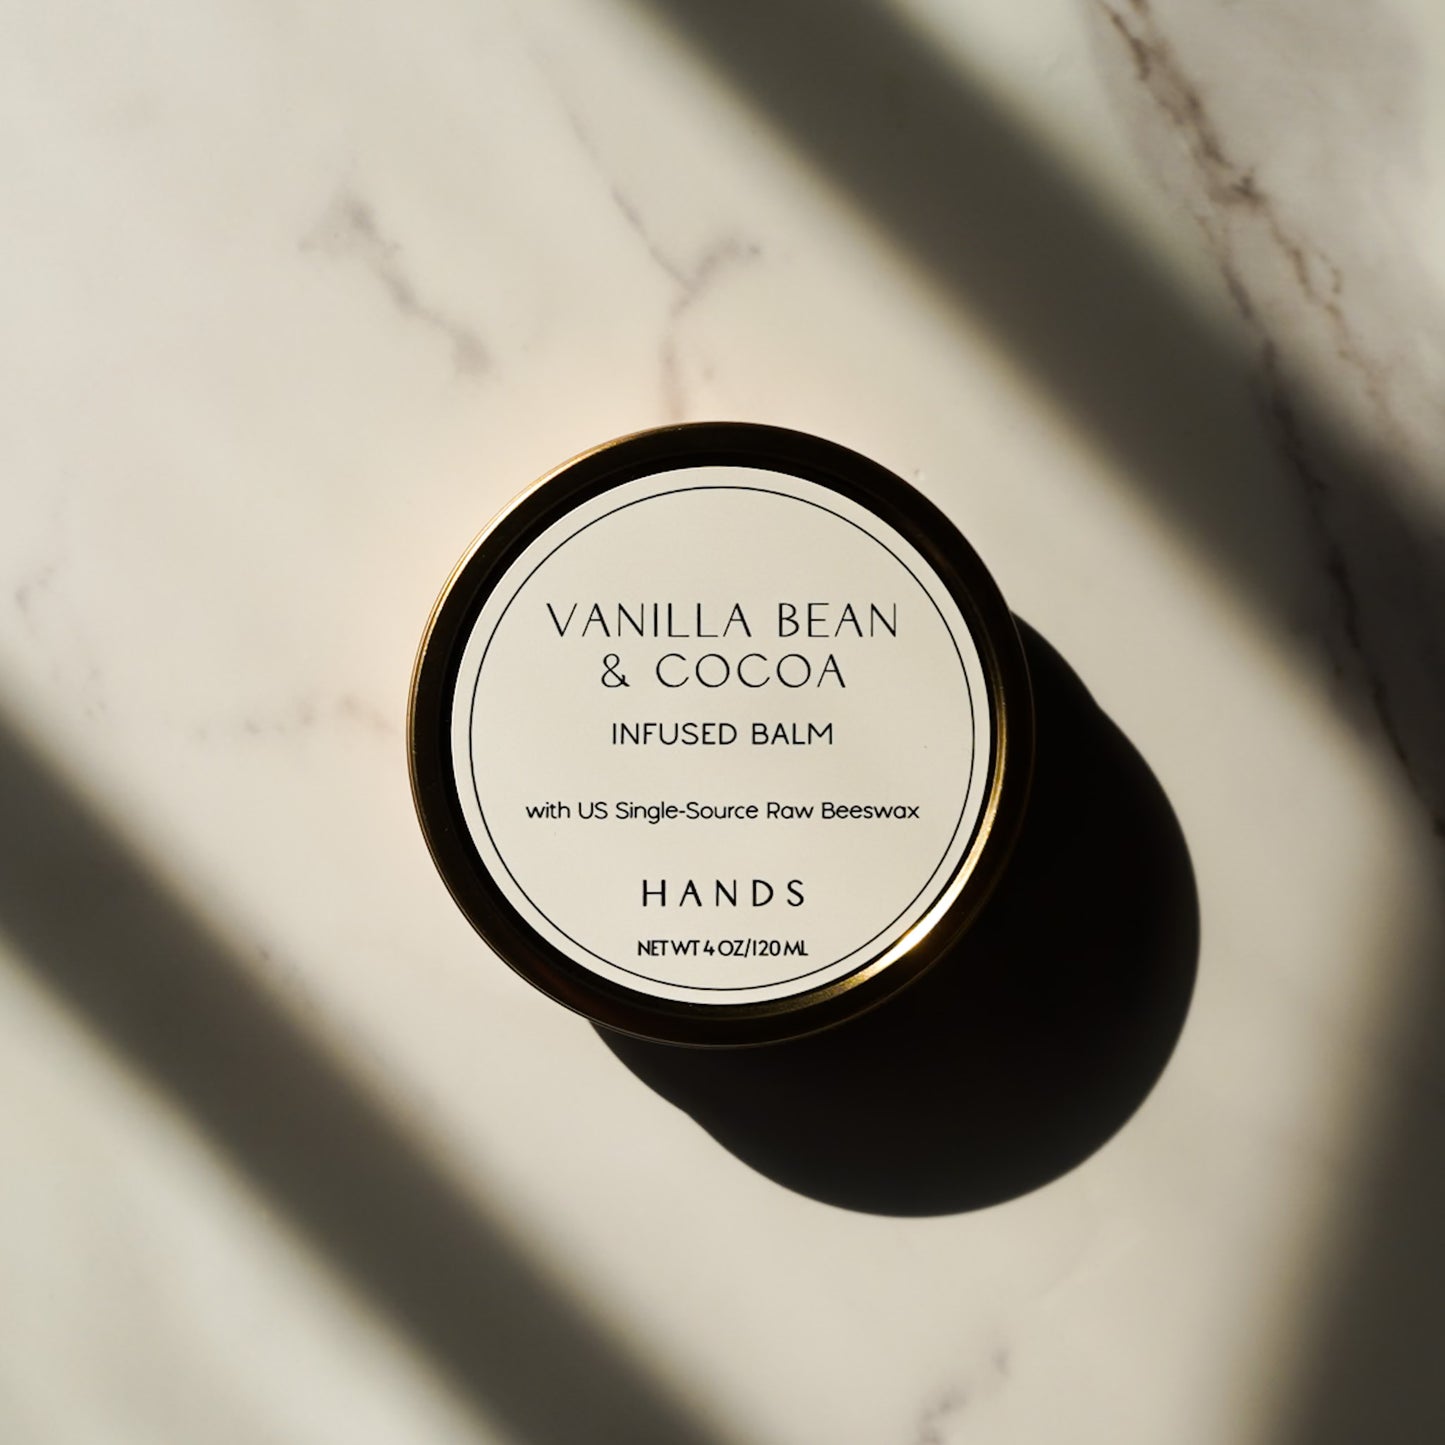 VANILLA BEAN
& COCOA
INFUSED BALM
with US Single-Source Raw Beeswax
HANDS
NET WT 4 OZ/120 ML